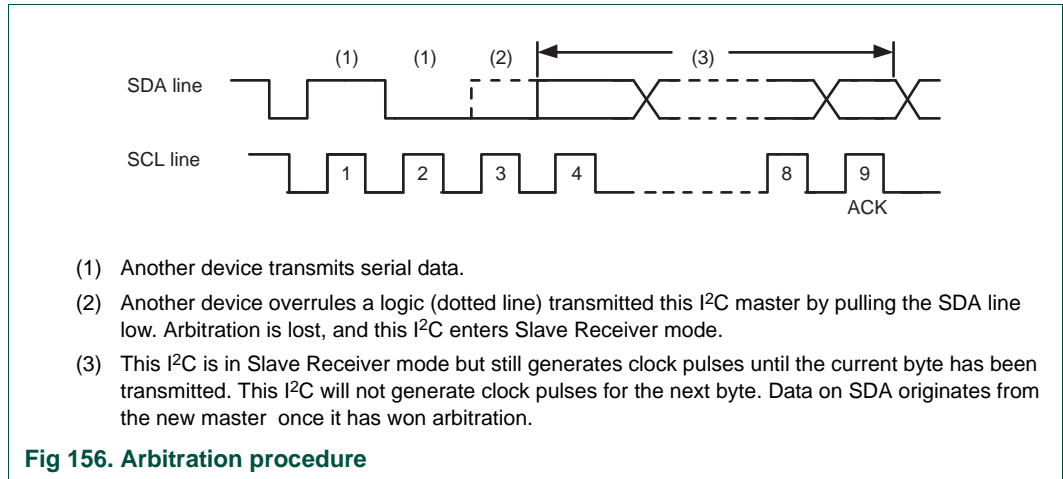 (1) (1) (2) (3)
SDA line
SCL line
1 2 3 4 8 9
ACK
(1) Another device transmits serial data.
(2) Another device overrules a logic (dotted line) transmitted this I2C master by pulling the SDA line
low. Arbitration is lost, and this I2C enters Slave Receiver mode.
(3) This I2C is in Slave Receiver mode but still generates clock pulses until the current byte has been
transmitted. This I2C will not generate clock pulses for the next byte. Data on SDA originates from
the new master once it has won arbitration.
Fig 156. Arbitration procedure